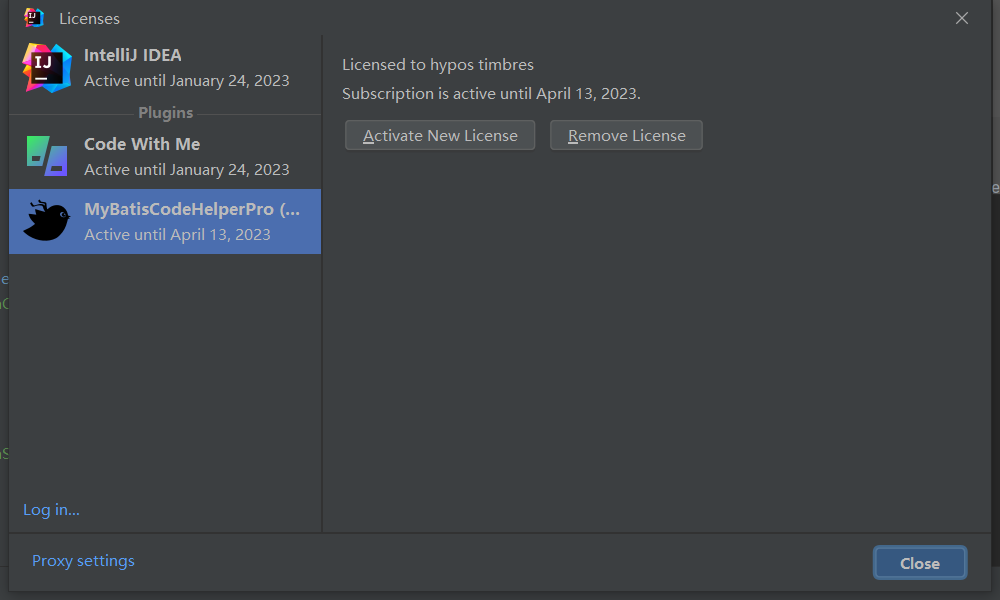 Licenses
IJ
IntelliJ IDEA
Active until January 24, 2023
Plugins
Code With Me
Active until January 24, 2023
MyBatisCodeHelperPro (...
Active until April 13, 2023
Log in...
Licensed to hypos timbres
Subscription is active until April 13, 2023.
Activate New License
Remove License
Proxy settings
Close